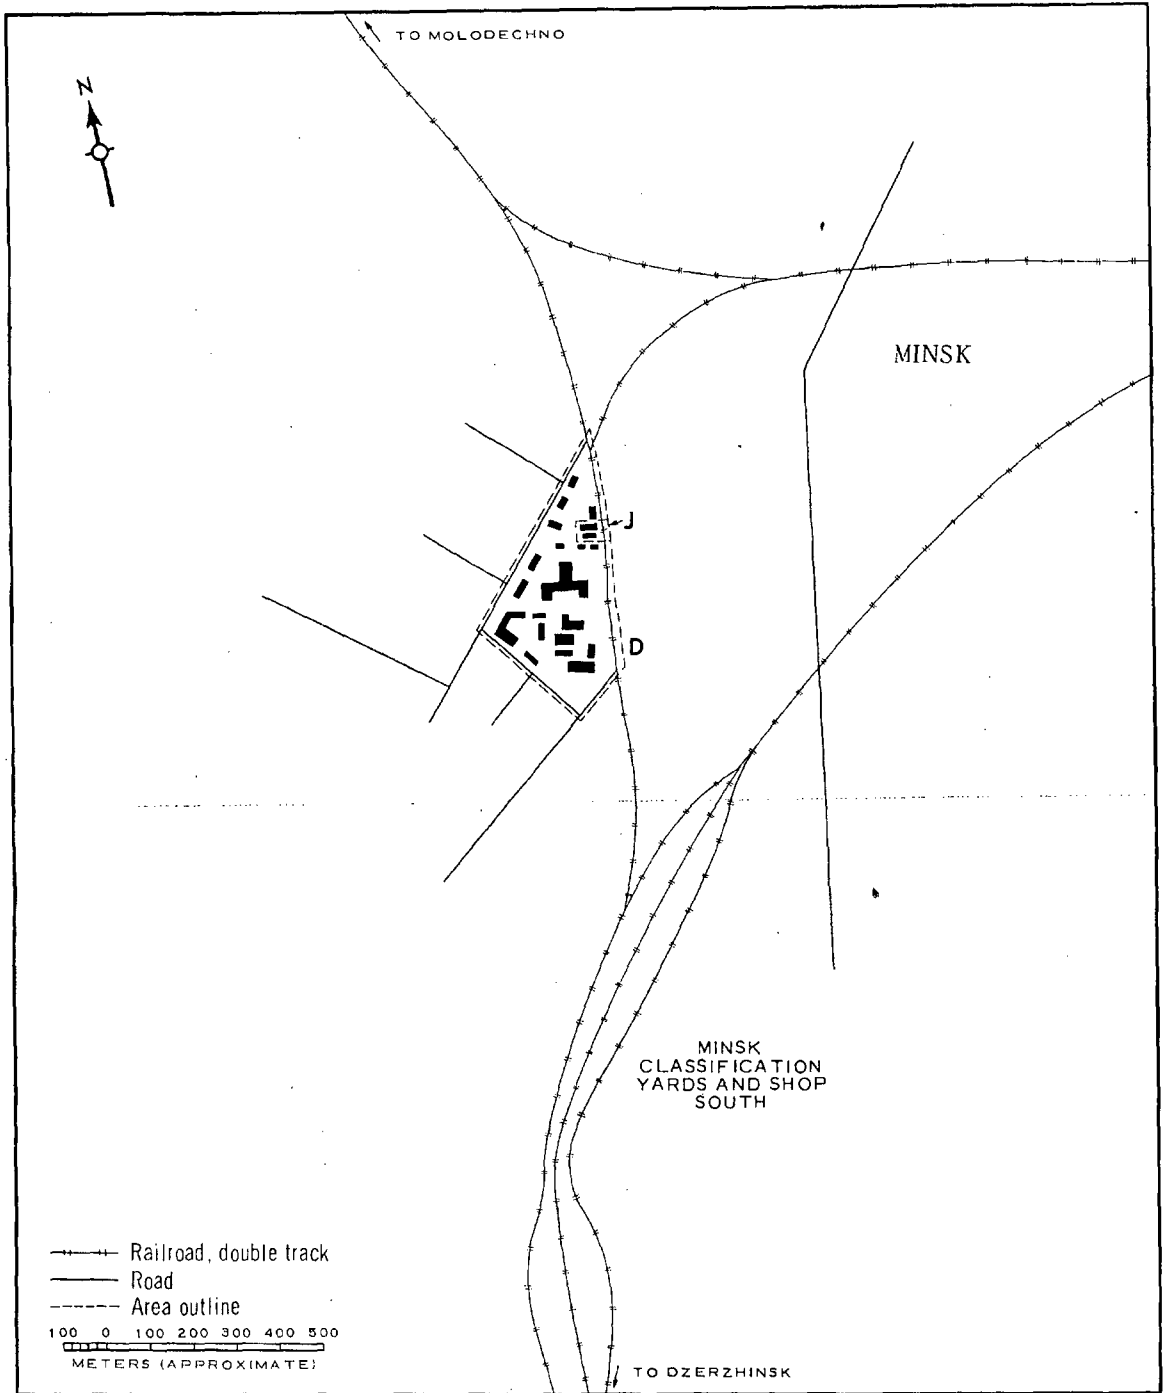 TO MOLODECHNO
N
MINSK
J
D
MINSK
CLASSIFICATION
YARDS AND SHOP
SOUTH
Railroad, double track
Road
Area outline
100 0 100 200 300 400 500
METERS (APPROXIMATE)
TO DZERZHINSK